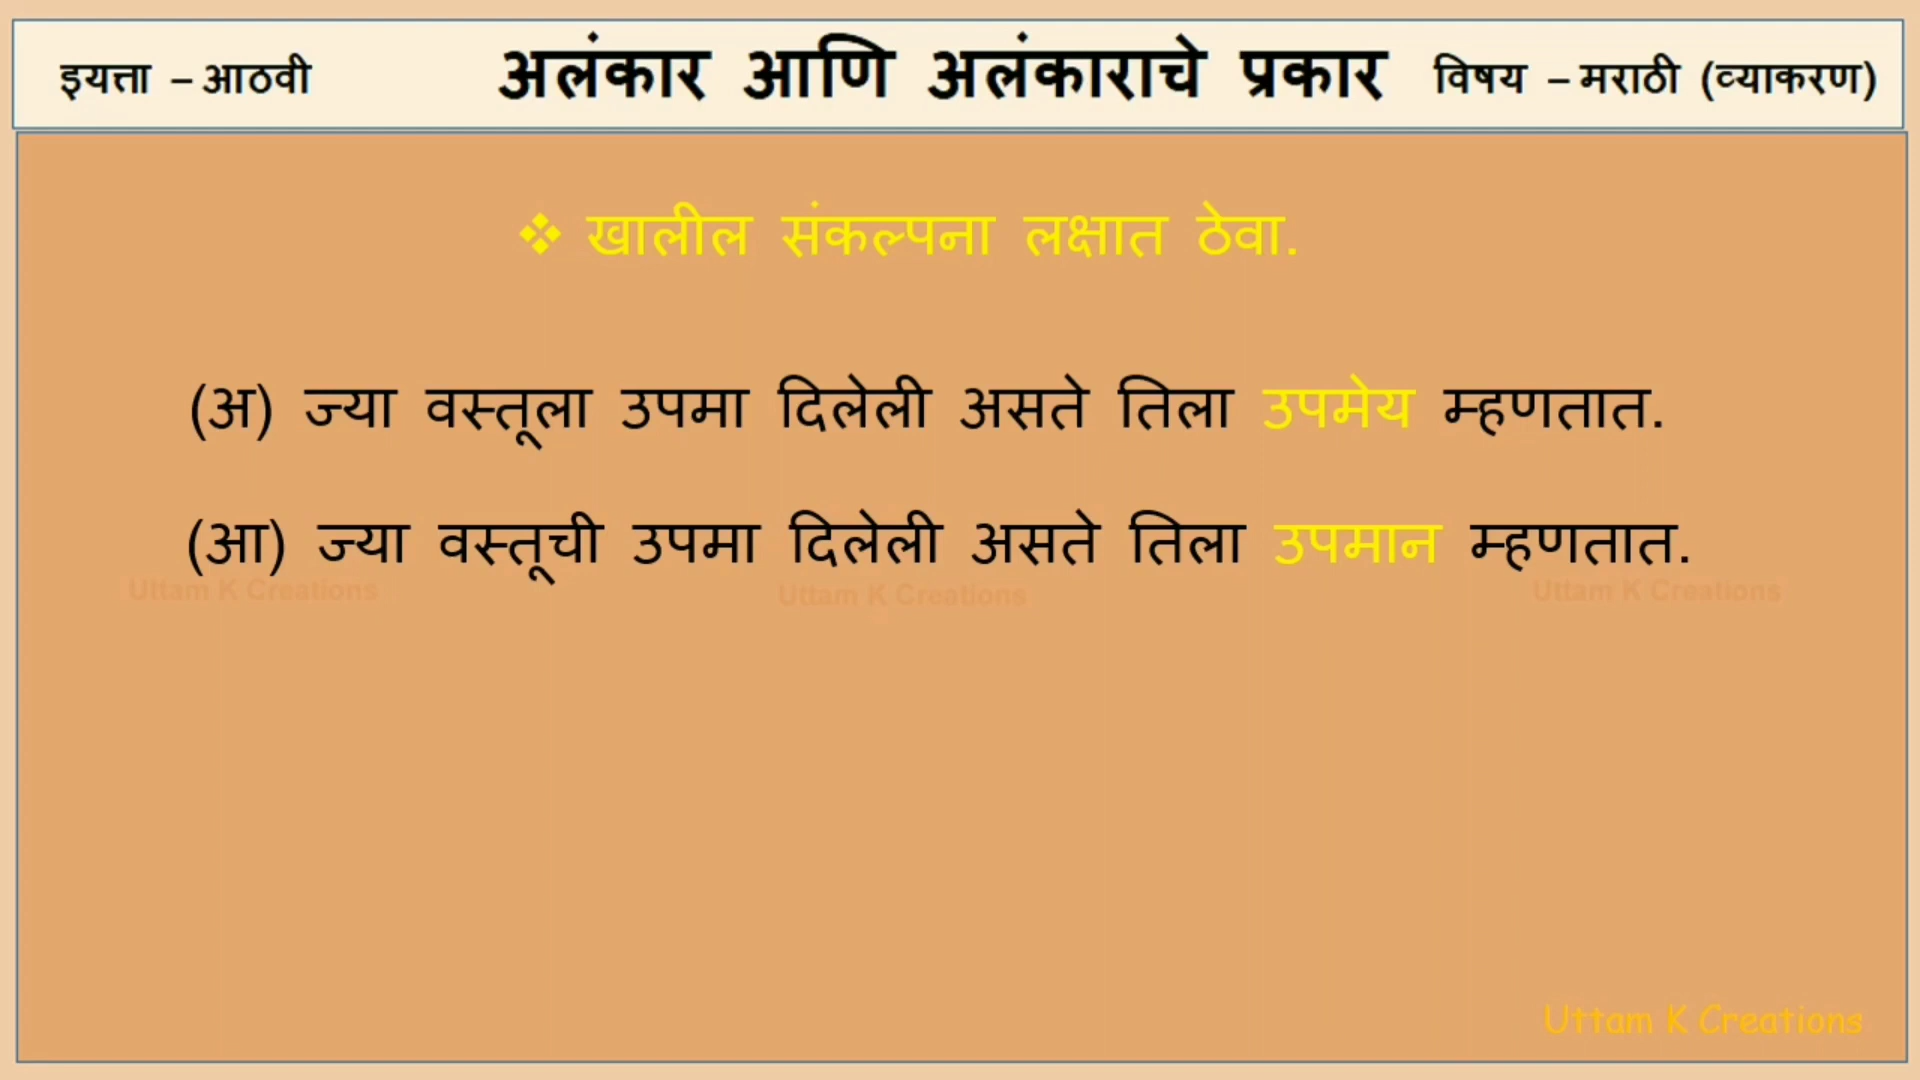 इयत्ता – आठवी
अलंकार आणि अलंकाराचे प्रकार
विषय – मराठी (व्याकरण)
❖ खालील संकल्पना लक्षात ठेवा.
(अ) ज्या वस्तूला उपमा दिलेली असते तिला उपमेय म्हणतात.
(आ) ज्या वस्तूची उपमा दिलेली असते तिला उपमान म्हणतात.
Uttam K Creations
Uttam K Creations
Uttam K Creations
Uttam K Creations